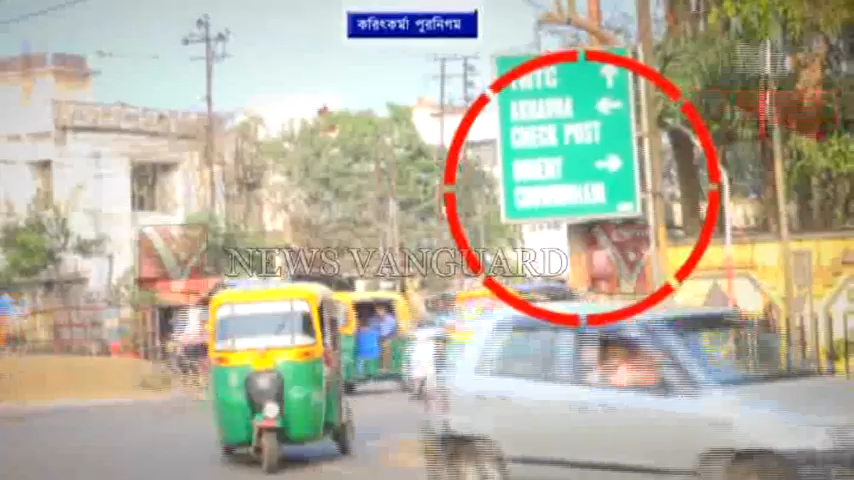 করিৎকর্মা পুরনিগম
AKHAURA
CHECK POST
ORIENT
CHOWMUHANI
NEWS VANGUARD